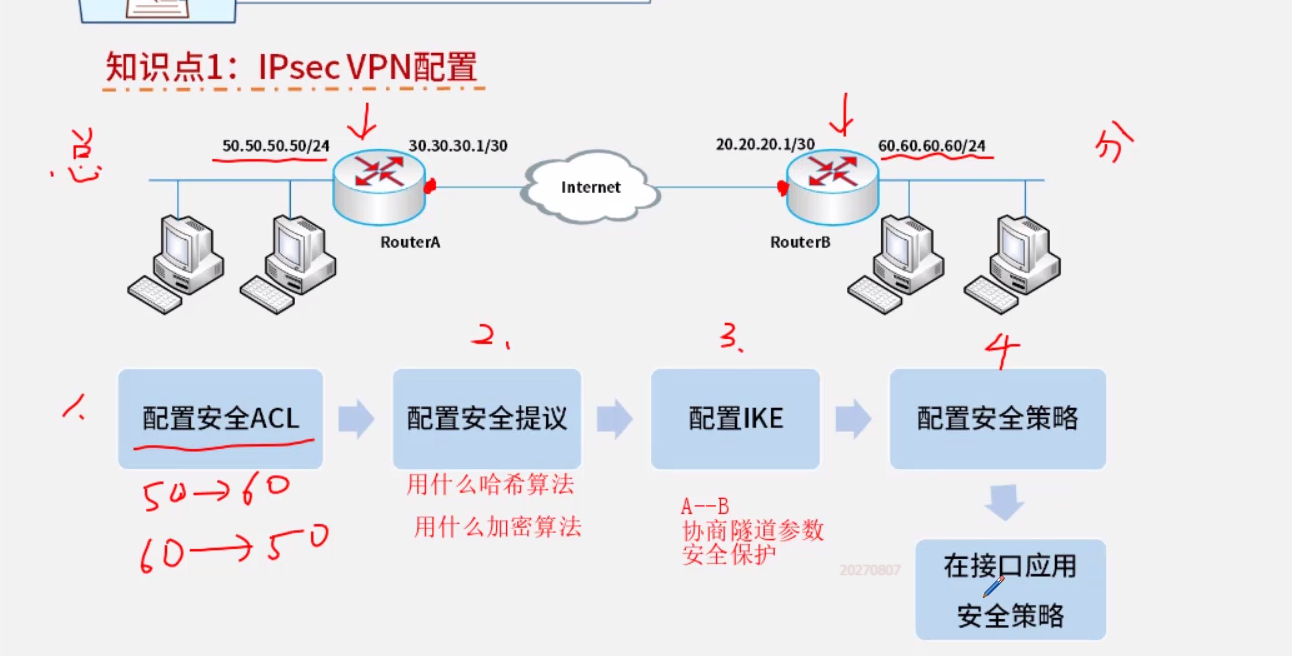 知识点1：IPsec VPN配置
总
50.50.50.50/24
30.30.30.1/30
20.20.20.1/30
60.60.60.60/24
分
Internet
RouterA
RouterB
1.
2.
3.
4
配置安全ACL
配置安全提议
配置IKE
配置安全策略
50→60
60→50
用什么哈希算法
用什么加密算法
A--B
协商隧道参数
安全保护
20270807
在接口应用
安全策略